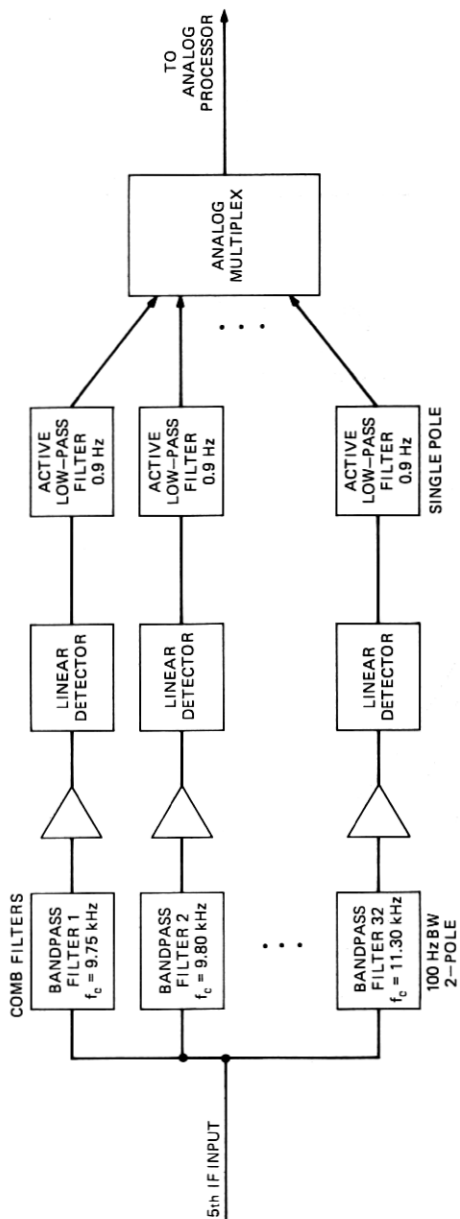 5th IF INPUT
COMB FILTERS
BANDPASS
FILTER 1
f_c = 9.75 kHz
LINEAR
DETECTOR
ACTIVE
LOW–PASS
FILTER
0.9 Hz
BANDPASS
FILTER 2
f_c = 9.80 kHz
LINEAR
DETECTOR
ACTIVE
LOW–PASS
FILTER
0.9 Hz
. . .
. . .
BANDPASS
FILTER 32
f_c = 11.30 kHz
100 Hz BW
2–POLE
LINEAR
DETECTOR
ACTIVE
LOW–PASS
FILTER
0.9 Hz
SINGLE POLE
ANALOG
MULTIPLEX
TO
ANALOG
PROCESSOR